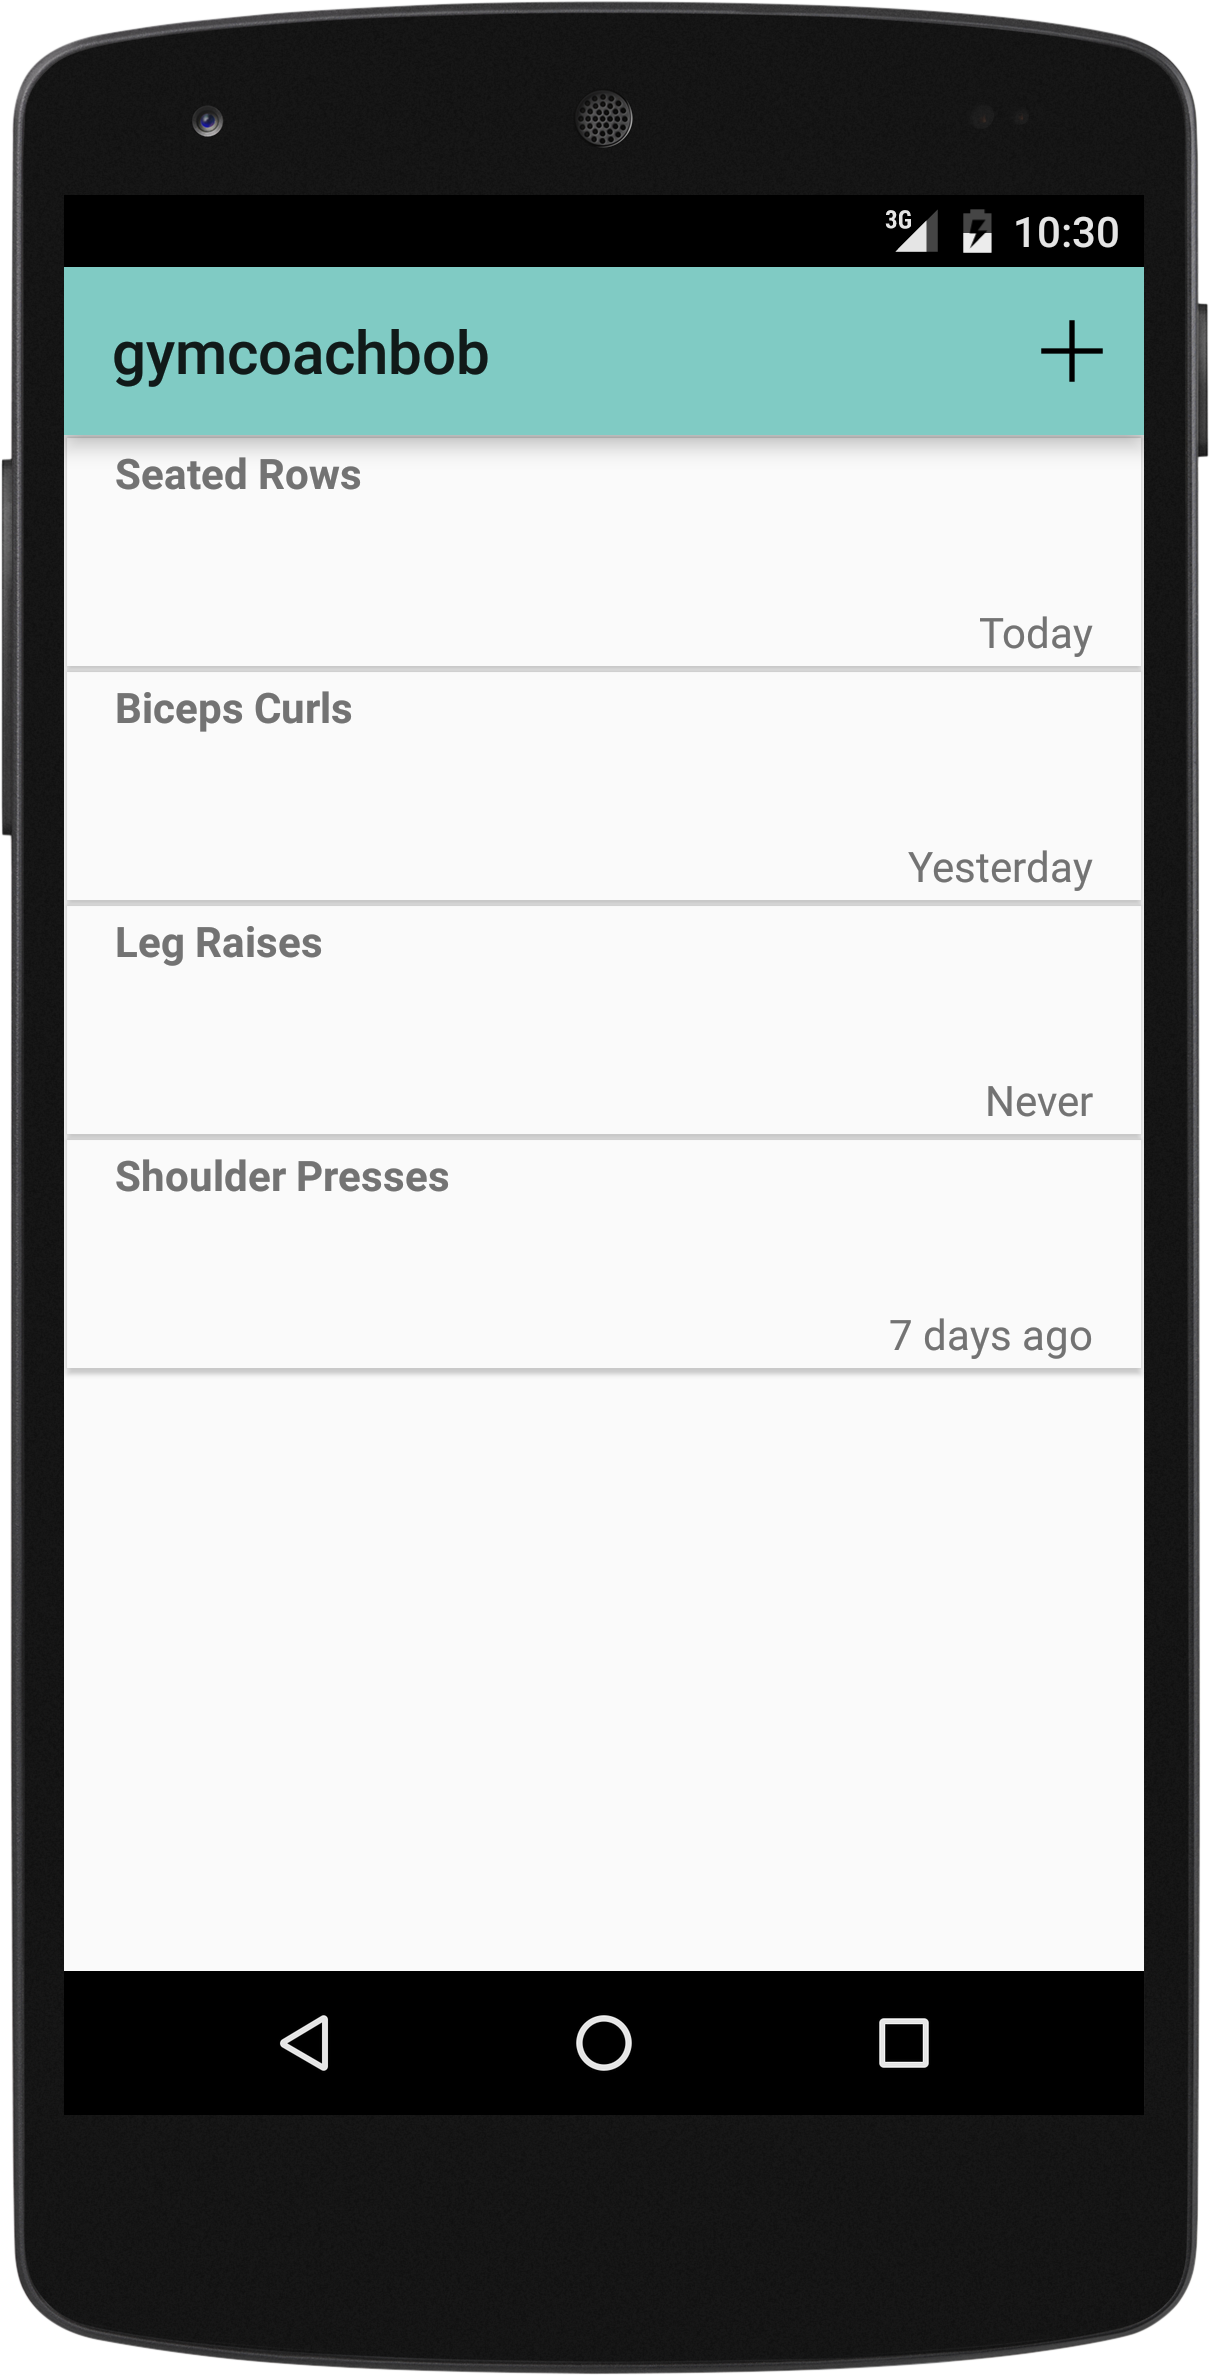 3G 10:30
gymcoachbob
Seated Rows
Today
Biceps Curls
Yesterday
Leg Raises
Never
Shoulder Presses
7 days ago